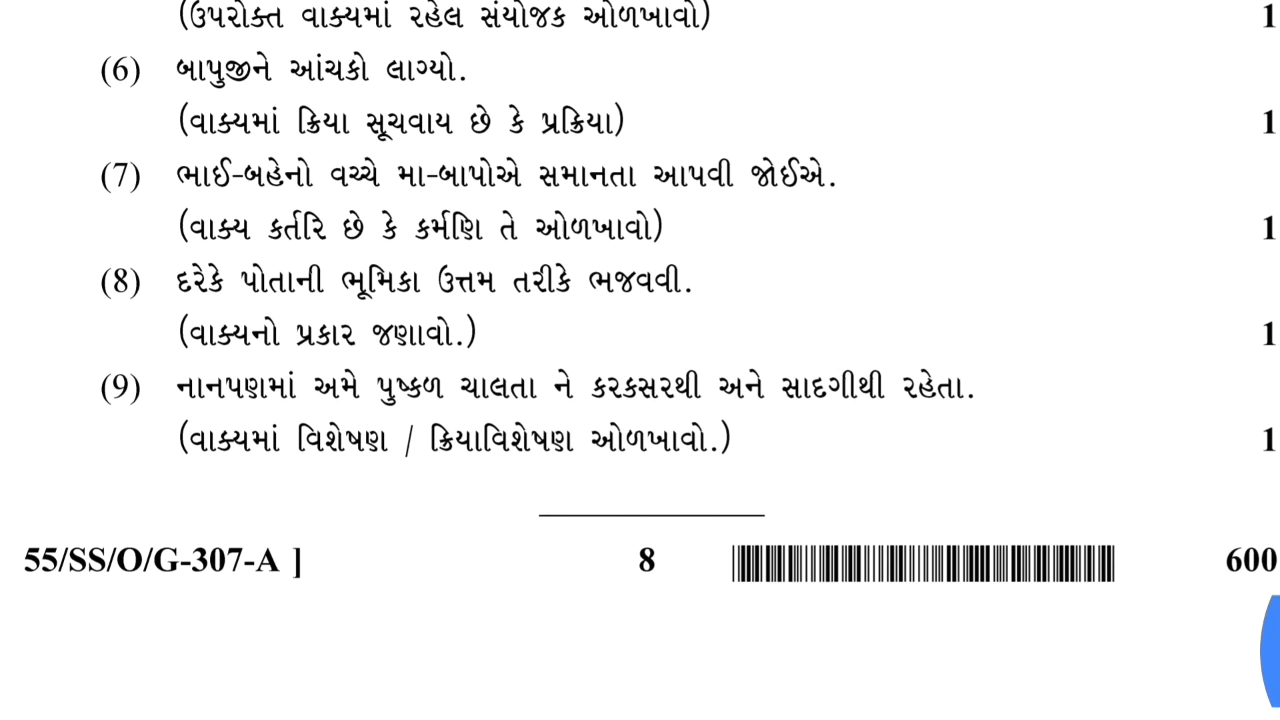 (ઉપરોક્ત વાક્યમાં રહેલ સંયોજક ઓળખાવો) 1
(6) બાપુજીને આંચકો લાગ્યો.
(વાક્યમાં ક્રિયા સૂચવાય છે કે પ્રક્રિયા) 1
(7) ભાઈ-બહેનો વચ્ચે મા-બાપોએ સમાનતા આપવી જોઈએ.
(વાક્ય કર્તરિ છે કે કર્મણિ તે ઓળખાવો) 1
(8) દરેકે પોતાની ભૂમિકા ઉત્તમ તરીકે ભજવવી.
(વાક્યનો પ્રકાર જણાવો.) 1
(9) નાનપણમાં અમે પુષ્કળ ચાલતા ને કરકસરથી અને સાદગીથી રહેતા.
(વાક્યમાં વિશેષણ / ક્રિયાવિશેષણ ઓળખાવો.) 1
55/SS/O/G-307-A ] 8 600